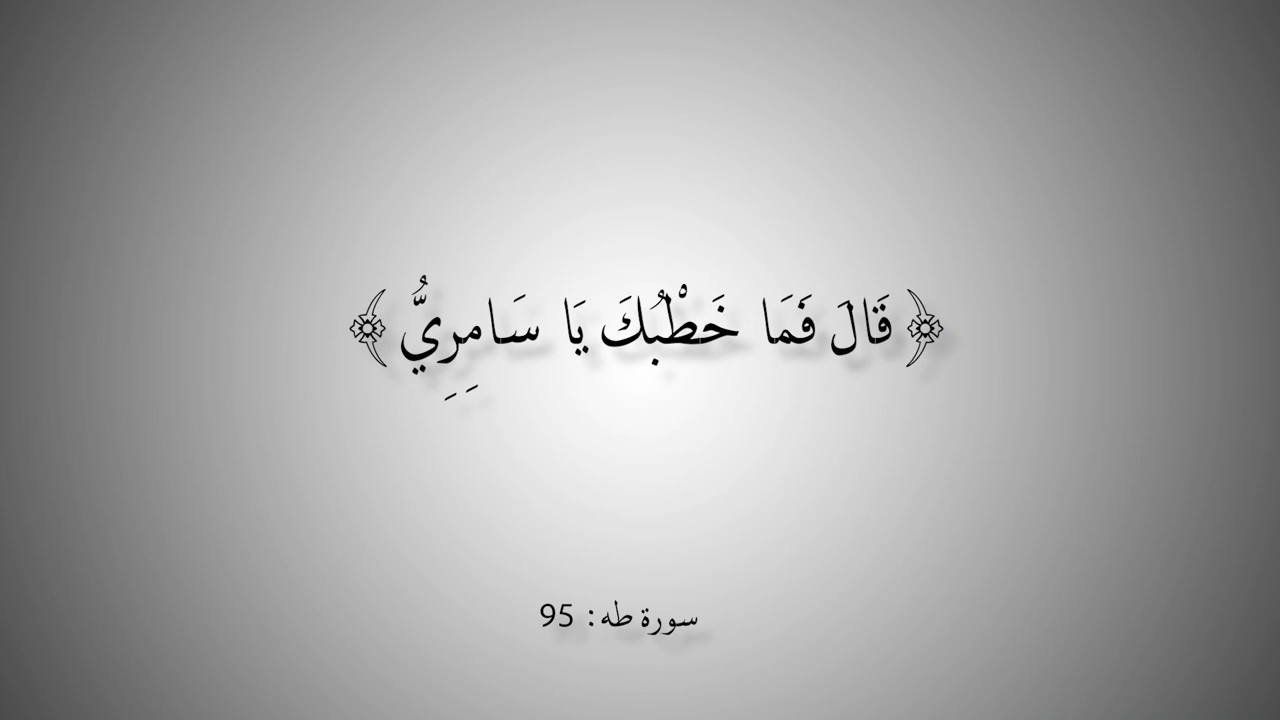 ﴿قَالَ فَمَا خَطْبُكَ يَا سَامِرِيُّ﴾
سورة طه: 95